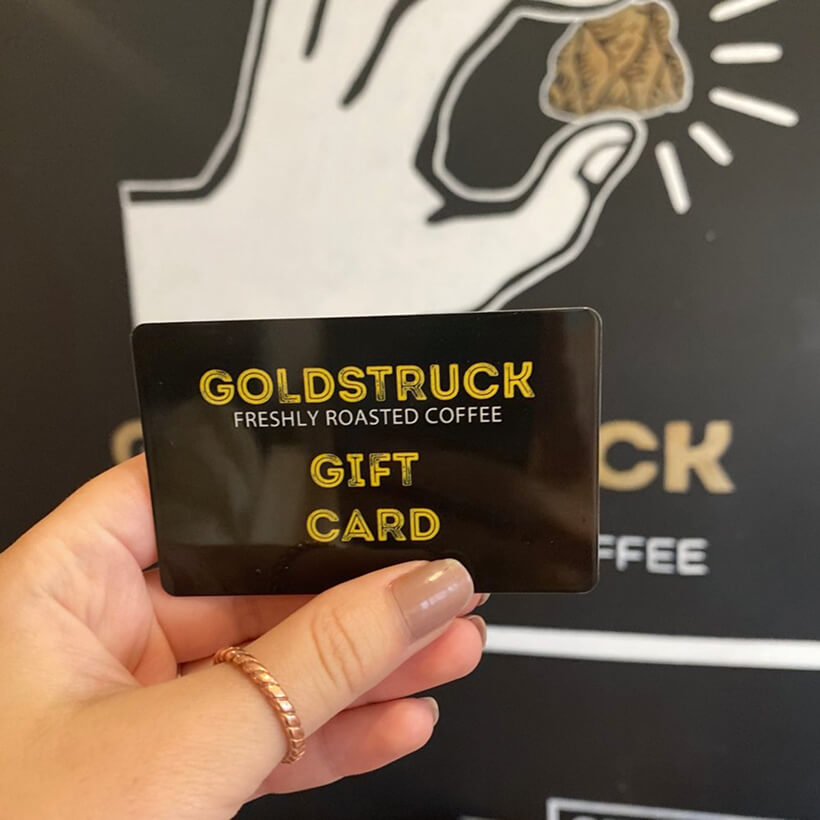 GOLDSTRUCK
FRESHLY ROASTED COFFEE
GIFT
CARD
CK
FFEE